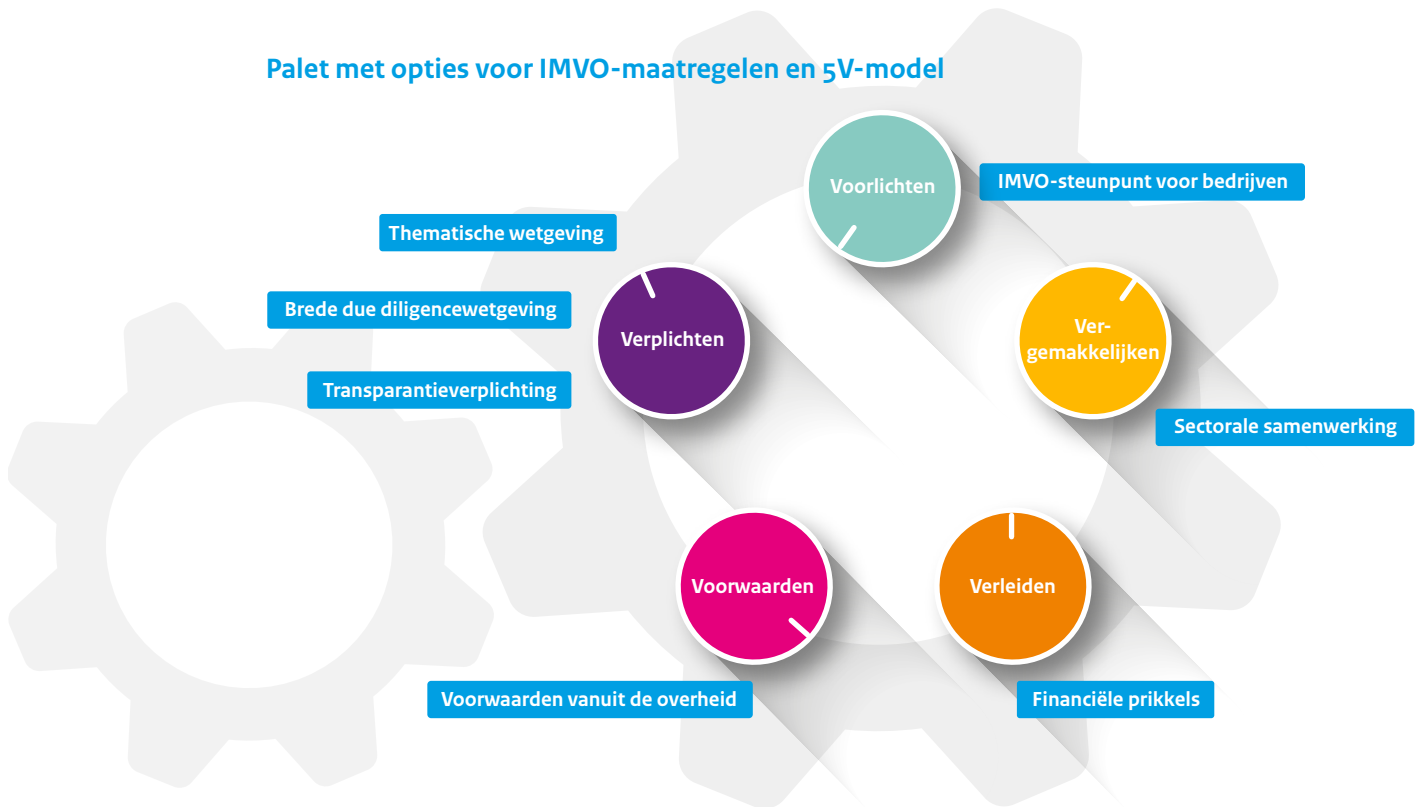 Palet met opties voor IMVO-maatregelen en 5V-model
Voorlichten
IMVO-steunpunt voor bedrijven
Thematische wetgeving
Brede due diligencewetgeving
Verplichten
Transparantieverplichting
Ver-
gemakkelijken
Sectorale samenwerking
Voorwaarden
Voorwaarden vanuit de overheid
Verleiden
Financiële prikkels